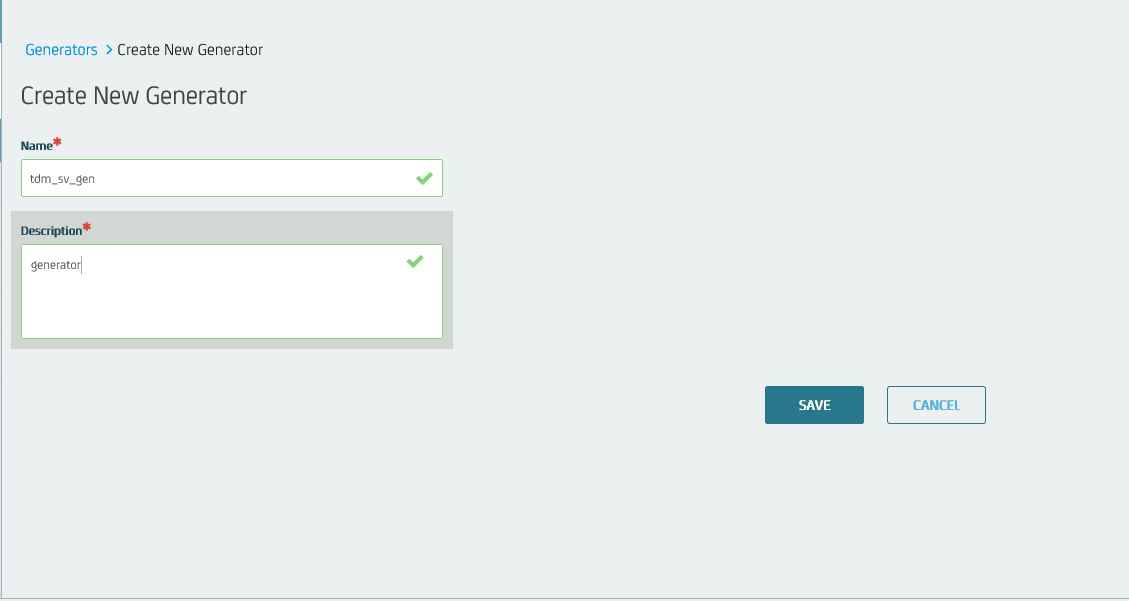 Generators > Create New Generator
Create New Generator
Name*
tdm_sv_gen
Description*
generator
SAVE CANCEL